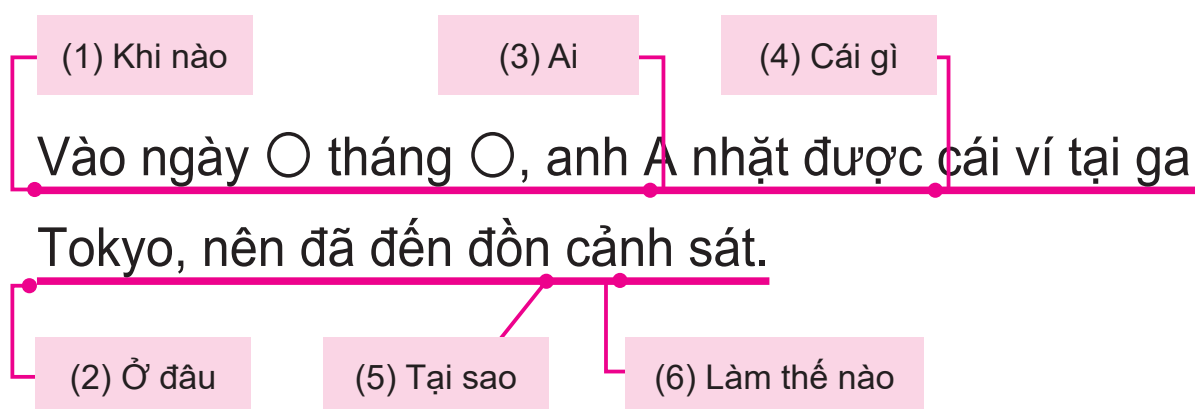 (1) Khi nào
(3) Ai
(4) Cái gì
Vào ngày ○ tháng ○, anh A nhặt được cái ví tại ga
Tokyo, nên đã đến đồn cảnh sát.
(2) Ở đâu
(5) Tại sao
(6) Làm thế nào